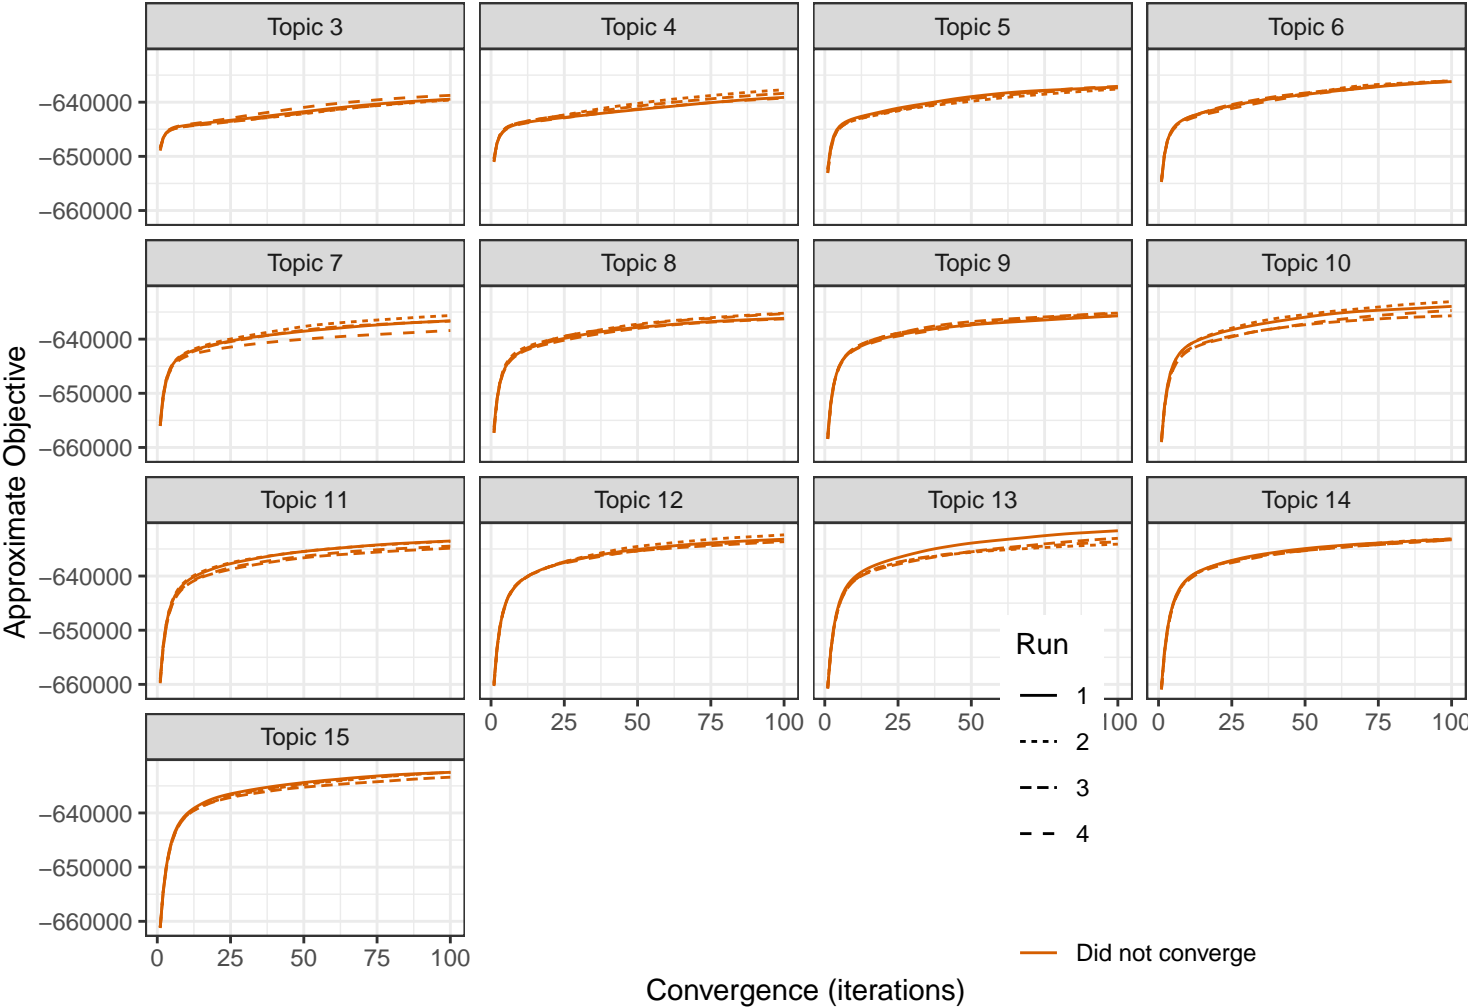 Topic 3
Topic 4
Topic 5
Topic 6
−640000
−650000
−660000
Topic 7
Topic 8
Topic 9
Topic 10
−640000
−650000
−660000
Topic 11
Topic 12
Topic 13
Topic 14
−640000
−650000
−660000
0 25 50 75 100
0 25 50 100
0 25 50 75 100
Topic 15
−640000
−650000
−660000
0 25 50 75 100
Approximate Objective
Convergence (iterations)
Run
1
2
3
4
Did not converge